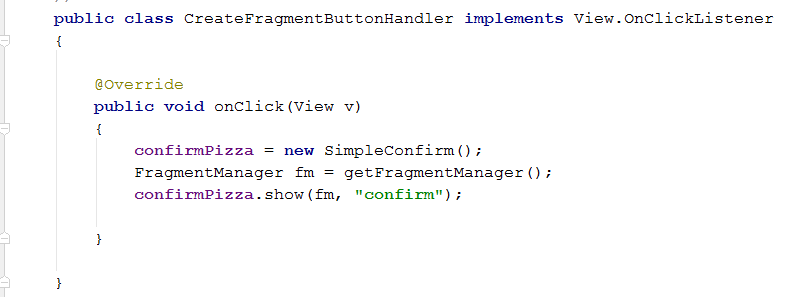 public class CreateFragmentButtonHandler implements View.OnClickListener
{
@Override
public void onClick(View v)
{
confirmPizza = new SimpleConfirm();
FragmentManager fm = getFragmentManager();
confirmPizza.show(fm, "confirm");
}
}